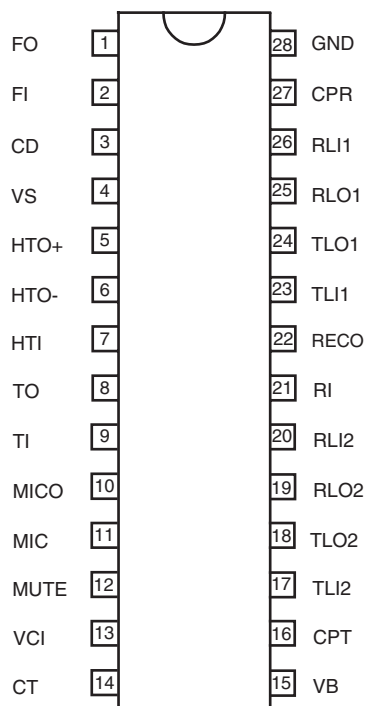 FO 1 28 GND
FI 2 27 CPR
CD 3 26 RLI1
VS 4 25 RLO1
HTO+ 5 24 TLO1
HTO- 6 23 TLI1
HTI 7 22 RECO
TO 8 21 RI
TI 9 20 RLI2
MICO 10 19 RLO2
MIC 11 18 TLO2
MUTE 12 17 TLI2
VCI 13 16 CPT
CT 14 15 VB